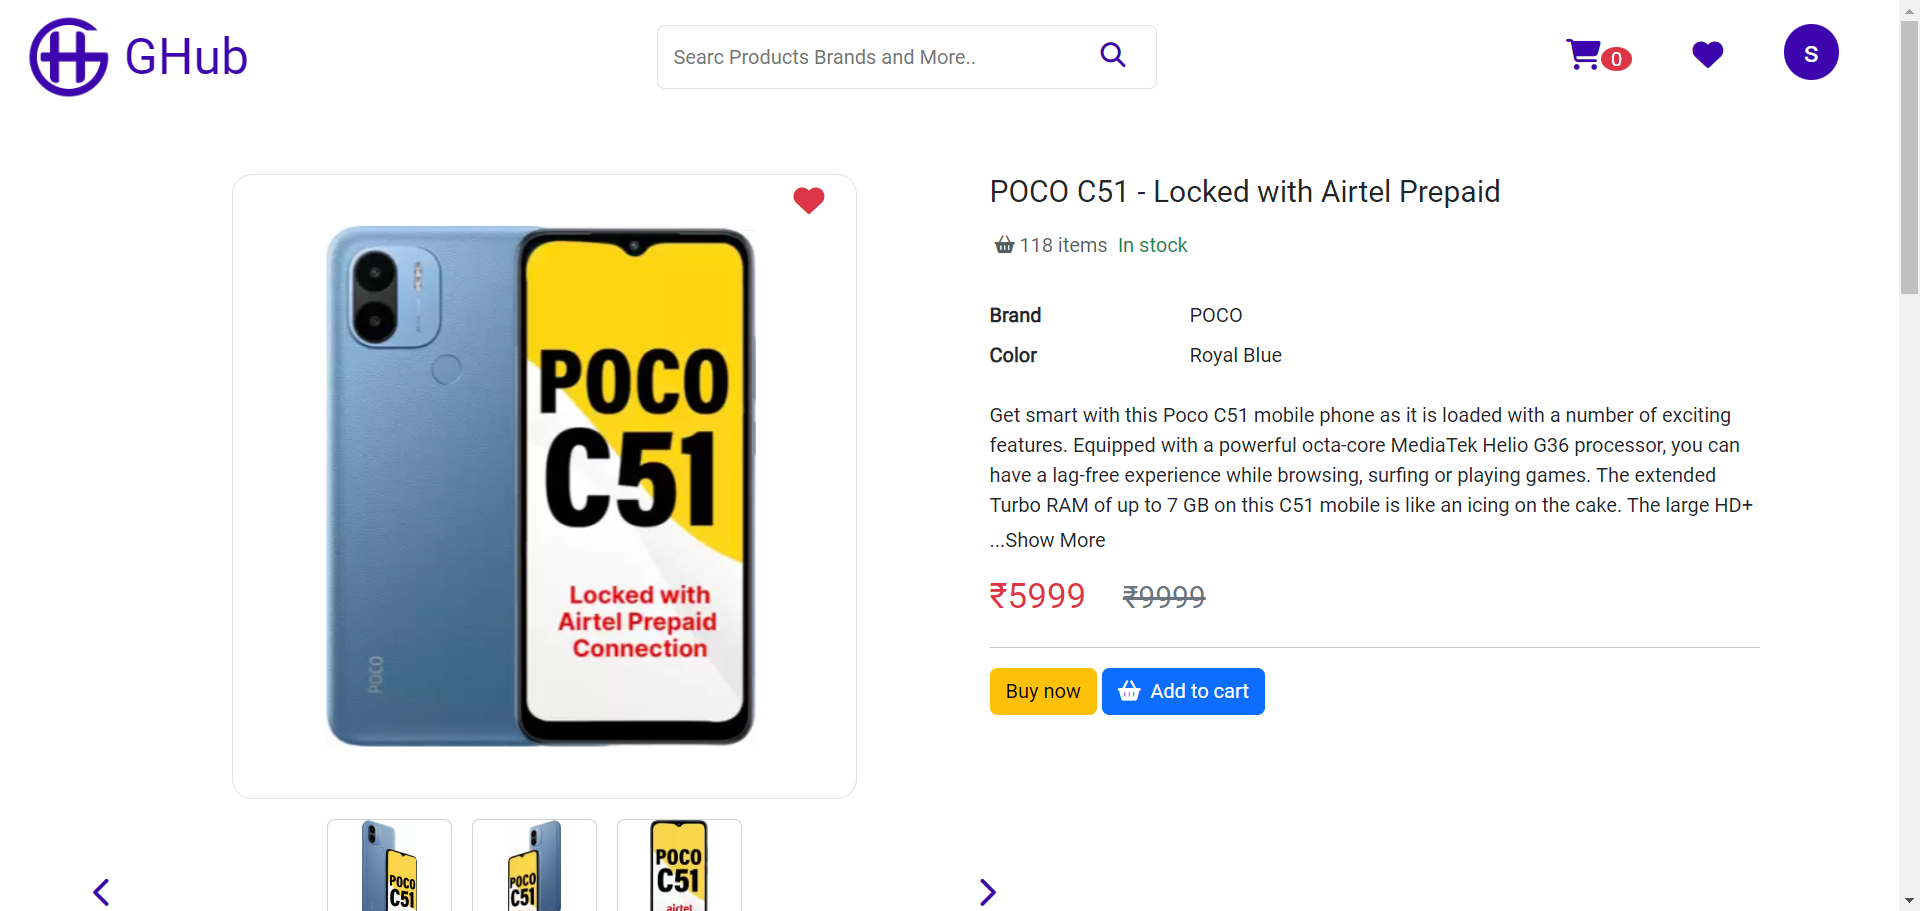 GHub
Searc Products Brands and More..
0
S
POCO C51 - Locked with Airtel Prepaid
118 items In stock
Brand POCO
Color Royal Blue
Get smart with this Poco C51 mobile phone as it is loaded with a number of exciting
features. Equipped with a powerful octa-core MediaTek Helio G36 processor, you can
have a lag-free experience while browsing, surfing or playing games. The extended
Turbo RAM of up to 7 GB on this C51 mobile is like an icing on the cake. The large HD+
...Show More
₹5999 ₹9999
Buy now Add to cart
POCO
C51
Locked with
Airtel Prepaid
Connection
POCO
POCO
C51
POCO
C51
POCO
C51
airtel